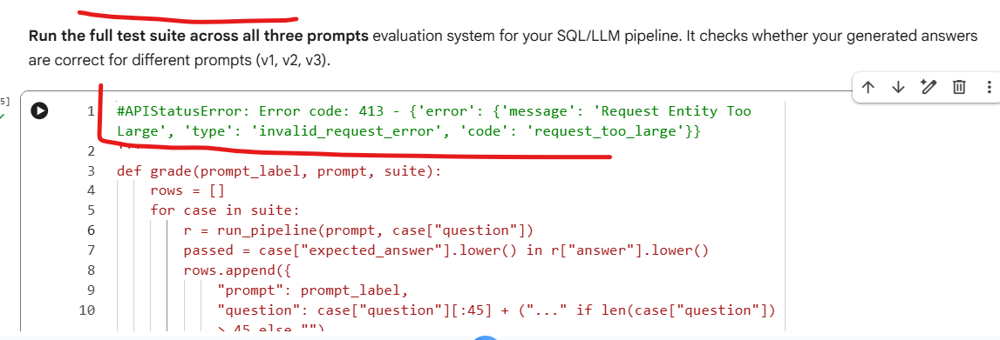 Run the full test suite across all three prompts evaluation system for your SQL/LLM pipeline. It checks whether your generated answers
are correct for different prompts (v1, v2, v3).
5]
1 #APIStatusError: Error code: 413 - {'error': {'message': 'Request Entity Too
Large', 'type': 'invalid_request_error', 'code': 'request_too_large'}}
2
3 def grade(prompt_label, prompt, suite):
4 rows = []
5 for case in suite:
6 r = run_pipeline(prompt, case["question"])
7 passed = case["expected_answer"].lower() in r["answer"].lower()
8 rows.append({
9 "prompt": prompt_label,
10 "question": case["question"][:45] + ("..." if len(case["question"])
> 45 else "")